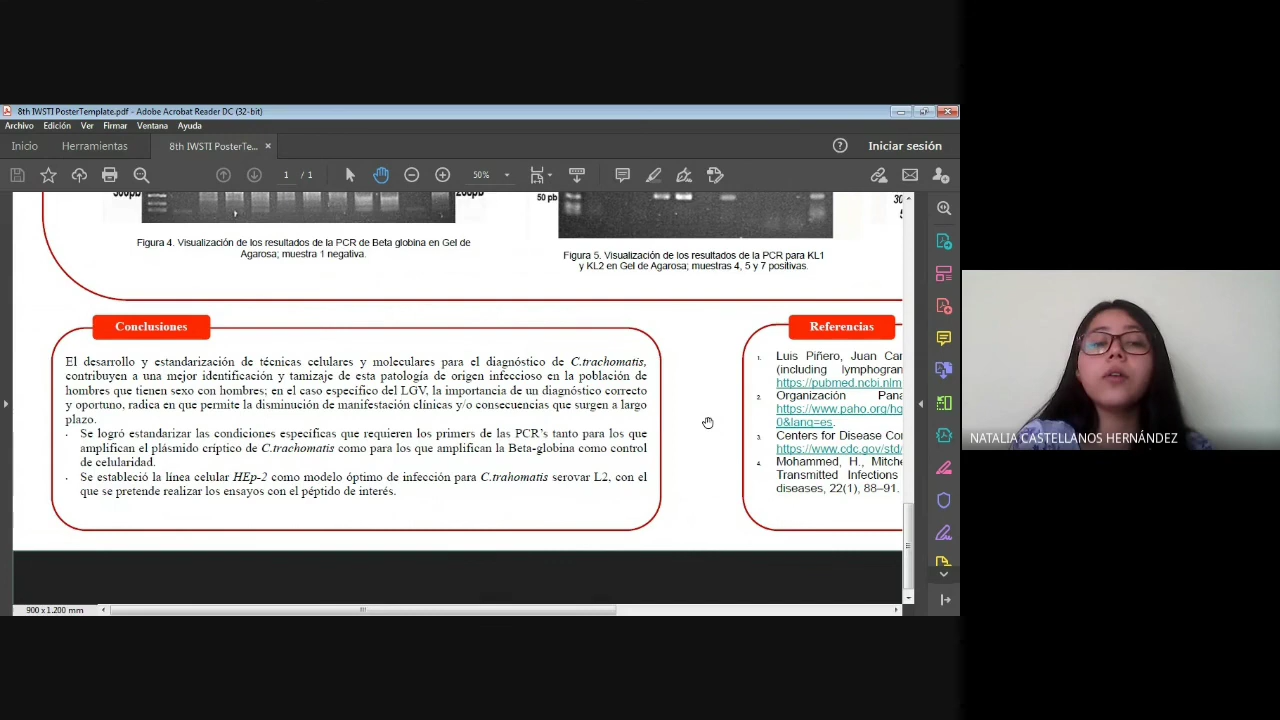 8th IWSTI PosterTemplate.pdf - Adobe Acrobat Reader DC (32-bit)
Archivo Edición Ver Firmar Ventana Ayuda
Inicio Herramientas 8th IWSTI PosterTe... × Iniciar sesión
1 / 1 50%
50 pb
Figura 4. Visualización de los resultados de la PCR de Beta globina en Gel de
Agarosa; muestra 1 negativa.
Figura 5. Visualización de los resultados de la PCR para KL1
y KL2 en Gel de Agarosa; muestras 4, 5 y 7 positivas.
Conclusiones
El desarrollo y estandarización de técnicas celulares y moleculares para el diagnóstico de C.trachomatis,
contribuyen a una mejor identificación y tamizaje de esta patología de origen infeccioso en la población de
hombres que tienen sexo con hombres; en el caso específico del LGV, la importancia de un diagnóstico correcto
y oportuno, radica en que permite la disminución de manifestación clínicas y/o consecuencias que surgen a largo
plazo.
· Se logró estandarizar las condiciones específicas que requieren los primers de las PCR's tanto para los que
amplifican el plásmido críptico de C.trachomatis como para los que amplifican la Beta-globina como control
de celularidad.
· Se estableció la línea celular HEp-2 como modelo óptimo de infección para C.trahomatis serovar L2, con el
que se pretende realizar los ensayos con el péptido de interés.
Referencias
1. Luis Piñero, Juan Car
(including lymphogran
https://pubmed.ncbi.nlm
2. Organización Pana
https://www.paho.org/hq
0&lang=es.
3. Centers for Disease Con
https://www.cdc.gov/std/
4. Mohammed, H., Mitche
Transmitted Infections
diseases, 22(1), 88–91.
900 x 1.200 mm
NATALIA CASTELLANOS HERNÁNDEZ